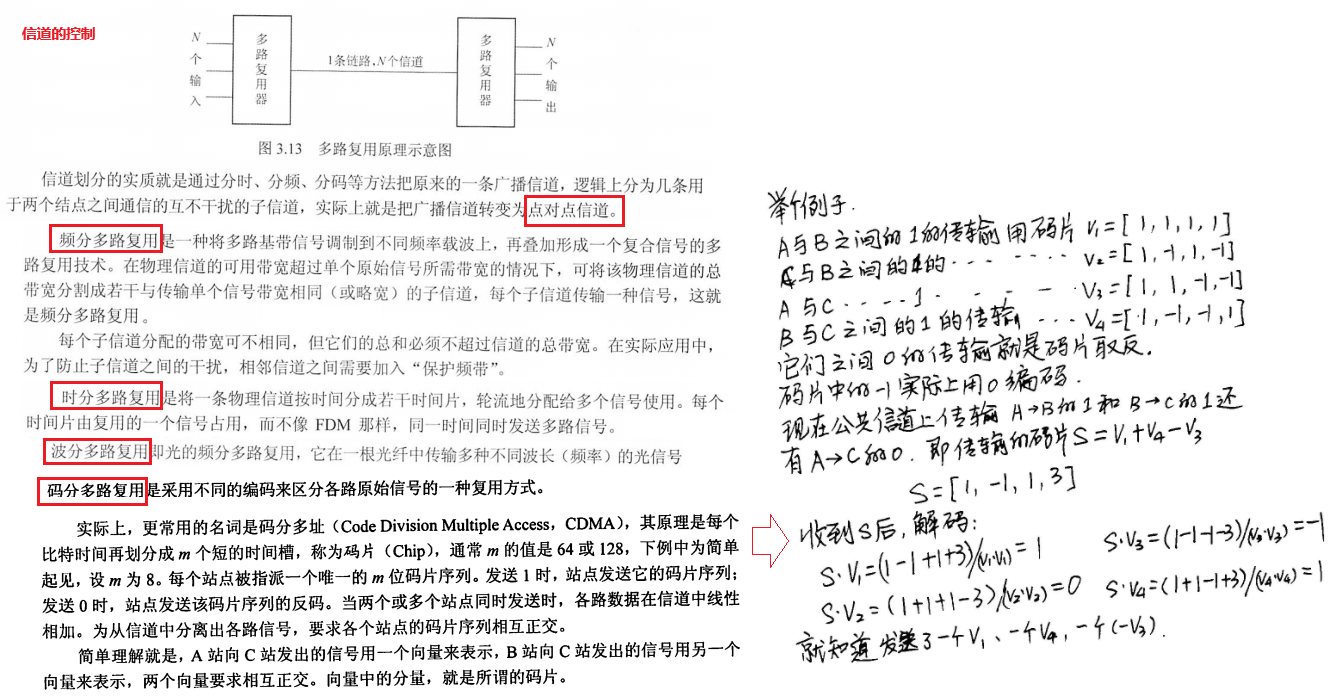 信道的控制
N个输入
多路复用器
1条链路、N个信道
多路复用器
N个输出
图 3.13 多路复用原理示意图
信道划分的实质就是通过分时、分频、分码等方法把原来的一条广播信道，逻辑上分为几条用
于两个结点之间通信的互不干扰的子信道，实际上就是把广播信道转变为点对点信道。
频分多路复用是一种将多路基带信号调制到不同频率载波上，再叠加形成一个复合信号的多
路复用技术。在物理信道的可用带宽超过单个原始信号所需带宽的情况下，可将该物理信道的总
带宽分割成若干与传输单个信号带宽相同（或略宽）的子信道，每个子信道传输一种信号，这就
是频分多路复用。
每个子信道分配的带宽可不相同，但它们的总和必须不超过信道的总带宽。在实际应用中，
为了防止子信道之间的干扰，相邻信道之间需要加入“保护频带”。
时分多路复用是将一条物理信道按时间分成若干时间片，轮流地分配给多个信号使用。每个
时间片由复用的一个信号占用，而不像 FDM 那样，同一时间同时发送多路信号。
波分多路复用即光的频分多路复用，它在一根光纤中传输多种不同波长（频率）的光信号
码分多路复用是采用不同的编码来区分各路原始信号的一种复用方式。
实际上，更常用的名词是码分多址（Code Division Multiple Access，CDMA），其原理是每个
比特时间再划分成 m 个短的时间槽，称为码片（Chip），通常 m 的值是 64 或 128，下例中为简单
起见，设 m 为 8。每个站点被指派一个唯一的 m 位码片序列。发送 1 时，站点发送它的码片序列；
发送 0 时，站点发送该码片序列的反码。当两个或多个站点同时发送时，各路数据在信道中线性
相加。为从信道中分离出各路信号，要求各个站点的码片序列相互正交。
简单理解就是，A 站向 C 站发出的信号用一个向量来表示，B 站向 C 站发出的信号用另一个
向量来表示，两个向量要求相互正交。向量中的分量，就是所谓的码片。
举个例子.
A与B之间的1的传输用码片 V1=[1, 1, 1, 1]
与B之间的1的 · · · · · · · · V2=[1, -1, 1, -1]
A 与C · · · · 1 · - - - · V3=[1, 1, -1, -1]
B 与C之间的1的传输 · · · V4=[1, -1, -1, 1]
它们之间0的传输就是码片取反.
码片中的-1实际上用0编码.
现在公共信道上传输 A→B的1和 B→C的1还
有A→C的0. 即传输的码片S=V1+V4-V3
S=[1, -1, 1, 3]
收到S后,解码:
S·V1=(1-1+1+3)/(V1·V1)=1 S·V3=(1-1-1-3)/(V3·V3)=-1
S·V2=(1+1+1-3)/(V2·V2)=0 S·V4=(1+1-1+3)/(V4·V4)=1
就知道发送了一个V1、一个V4,一个(-V3).